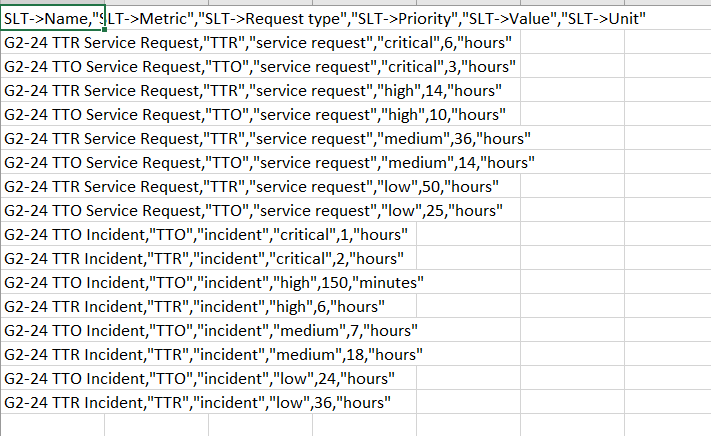 SLT->Name,"SLT->Metric","SLT->Request type","SLT->Priority","SLT->Value","SLT->Unit"
G2-24 TTR Service Request,"TTR","service request","critical",6,"hours"
G2-24 TTO Service Request,"TTO","service request","critical",3,"hours"
G2-24 TTR Service Request,"TTR","service request","high",14,"hours"
G2-24 TTO Service Request,"TTO","service request","high",10,"hours"
G2-24 TTR Service Request,"TTR","service request","medium",36,"hours"
G2-24 TTO Service Request,"TTO","service request","medium",14,"hours"
G2-24 TTR Service Request,"TTR","service request","low",50,"hours"
G2-24 TTO Service Request,"TTO","service request","low",25,"hours"
G2-24 TTO Incident,"TTO","incident","critical",1,"hours"
G2-24 TTR Incident,"TTR","incident","critical",2,"hours"
G2-24 TTO Incident,"TTO","incident","high",150,"minutes"
G2-24 TTR Incident,"TTR","incident","high",6,"hours"
G2-24 TTO Incident,"TTO","incident","medium",7,"hours"
G2-24 TTR Incident,"TTR","incident","medium",18,"hours"
G2-24 TTO Incident,"TTO","incident","low",24,"hours"
G2-24 TTR Incident,"TTR","incident","low",36,"hours"